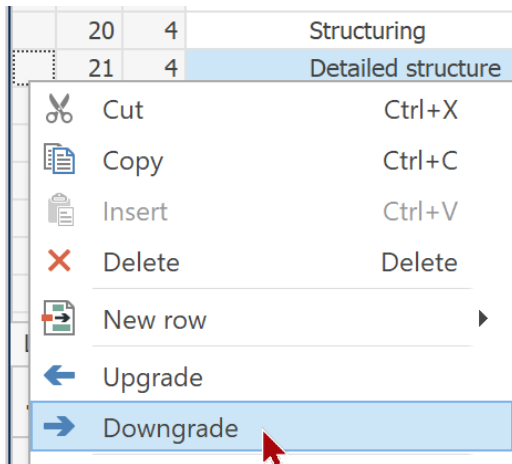 20 4 Structuring
21 4 Detailed structure
Cut Ctrl+X
Copy Ctrl+C
Insert Ctrl+V
Delete Delete
New row
Upgrade
Downgrade